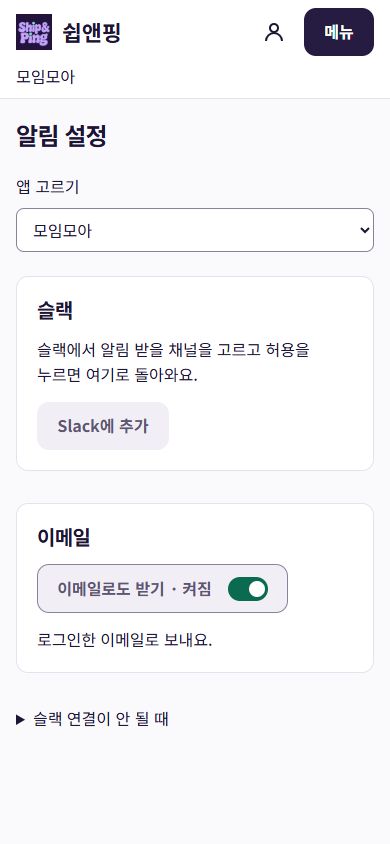 Ship&
Ping
쉽앤핑
메뉴
모임모아
알림 설정
앱 고르기
모임모아
슬랙
슬랙에서 알림 받을 채널을 고르고 허용을
누르면 여기로 돌아와요.
Slack에 추가
이메일
이메일로도 받기 · 켜짐
로그인한 이메일로 보내요.
슬랙 연결이 안 될 때